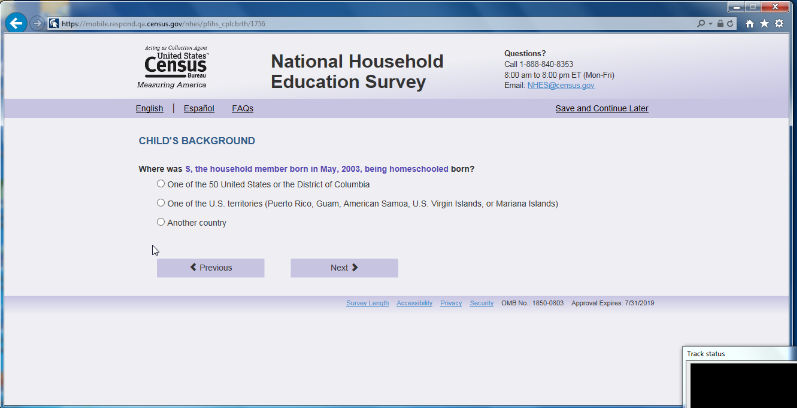 https://mobile.respond.qa.census.gov/nhes/
Acting as Collection Agent
United States
Census
Bureau
Measuring America
National Household
Education Survey
Questions?
Call 1-888-840-8353
8:00 am to 8:00 pm ET (Mon-Fri)
Email. NHES@census.gov
English | Español FAQs Save and Continue Later
CHILD'S BACKGROUND
Where was S, the household member born in May, 2003, being homeschooled born?
One of the 50 United States or the District of Columbia
One of the U.S. territories (Puerto Rico, Guam, American Samoa, U.S. Virgin Islands, or Mariana Islands)
Another country
Previous Next
Survey Length Accessibility Privacy Security OMB No.: 1850-0803 Approval Expires: 7/31/2019
Track status